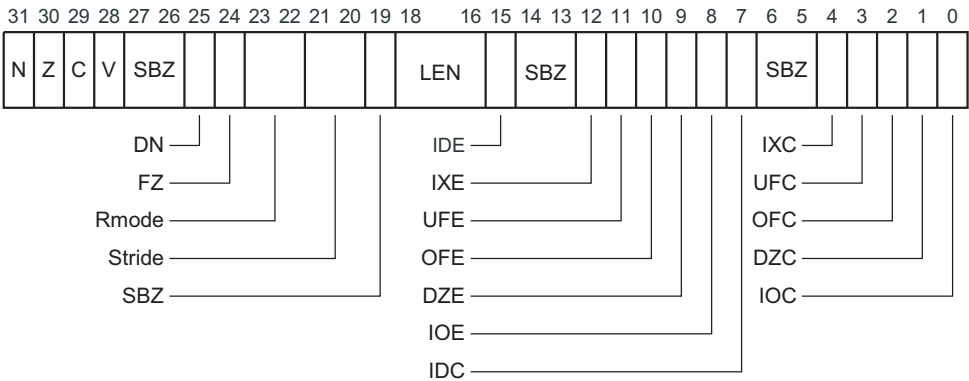 31 30 29 28 27 26 25 24 23 22 21 20 19 18 16 15 14 13 12 11 10 9 8 7 6 5 4 3 2 1 0
N Z C V SBZ LEN SBZ SBZ
DN IDE IXC
FZ IXE UFC
Rmode UFE OFC
Stride OFE DZC
SBZ DZE IOC
IOE
IDC